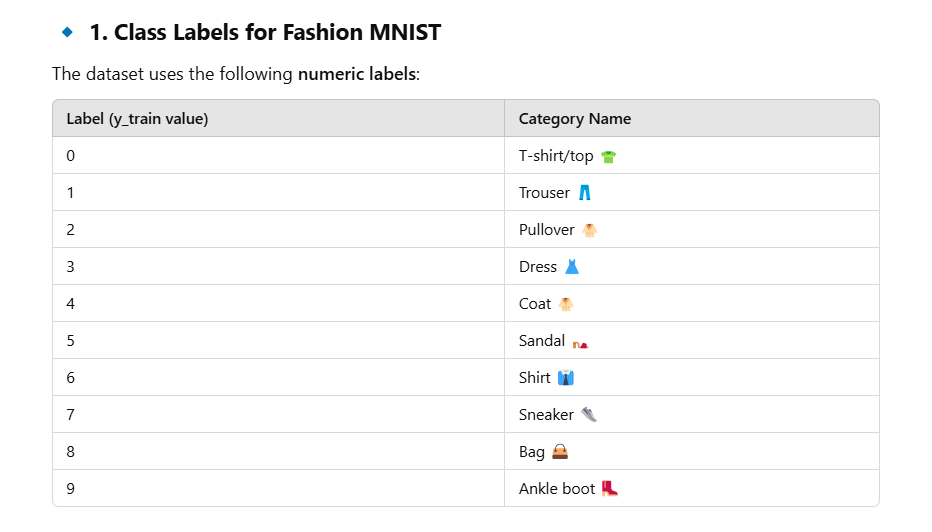 1. Class Labels for Fashion MNIST
The dataset uses the following numeric labels:
Label (y_train value) Category Name
0 T-shirt/top
1 Trouser
2 Pullover
3 Dress
4 Coat
5 Sandal
6 Shirt
7 Sneaker
8 Bag
9 Ankle boot